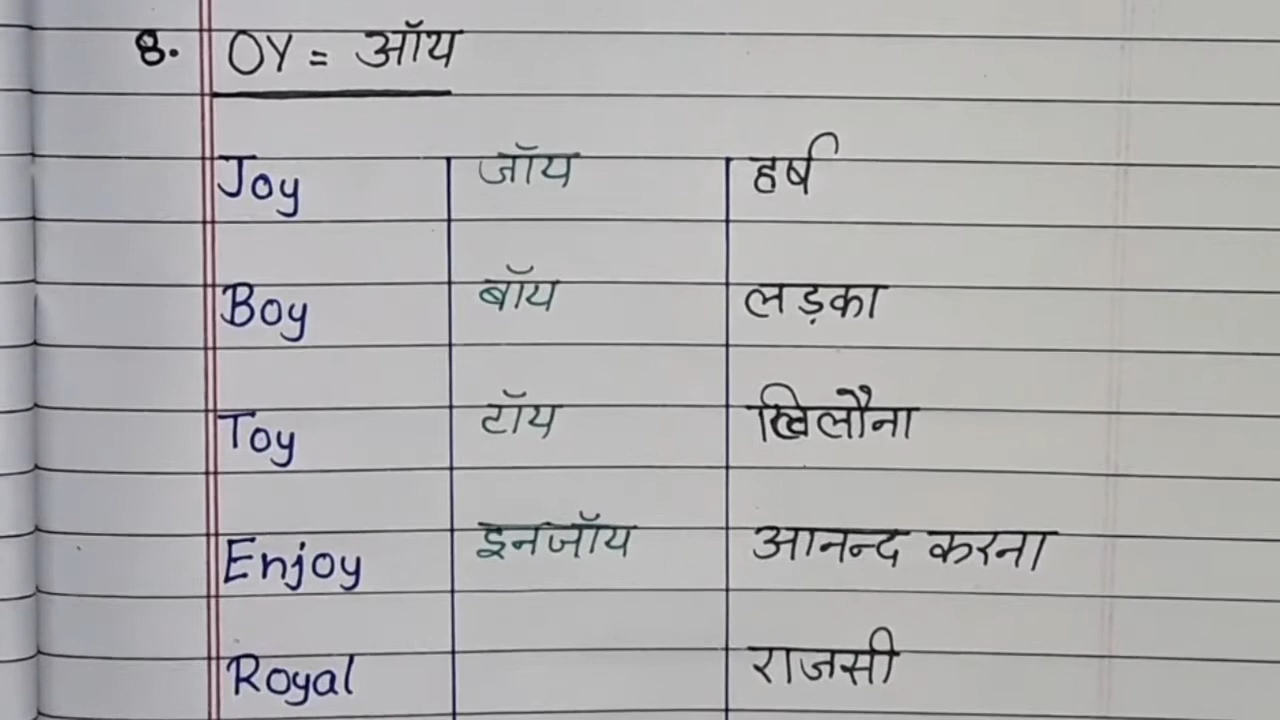 8. OY = ऑय
Joy जॉय हर्ष
Boy बॉय लड़का
Toy टॉय खिलौना
Enjoy इनजॉय आनन्द करना
Royal राजसी